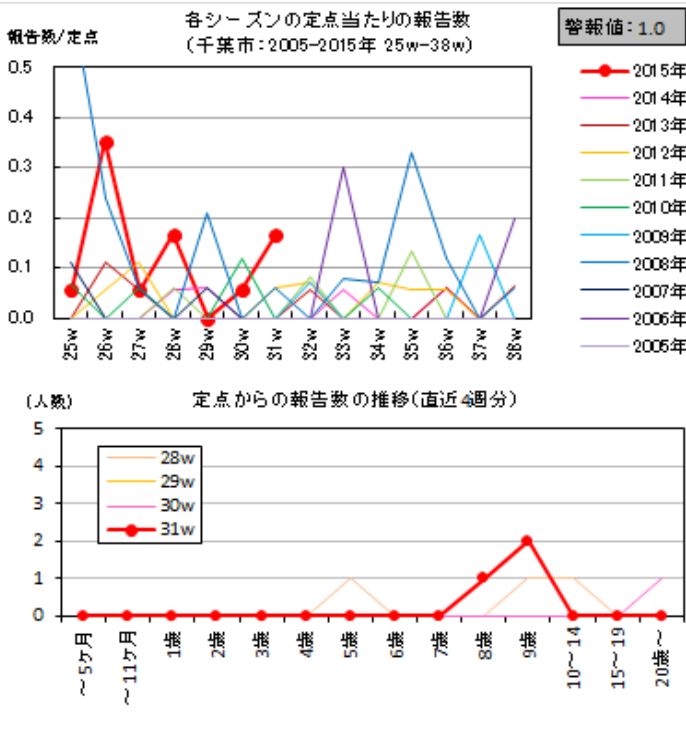 各シーズンの定点当たりの報告数
(千葉市:2005-2015年 25w-38w)
警報値:1.0
報告数/定点
0.5
0.4
0.3
0.2
0.1
0.0
25w
26w
27w
28w
29w
30w
31w
32w
33w
34w
35w
36w
37w
38w
2015年
2014年
2013年
2012年
2011年
2010年
2009年
2008年
2007年
2006年
2005年
(人数)
定点からの報告数の推移(直近4週分)
5
4
3
2
1
0
28w
29w
30w
31w
～5ケ月
～11ケ月
1歳
2歳
3歳
4歳
5歳
6歳
7歳
8歳
9歳
10～14
15～19
20歳～